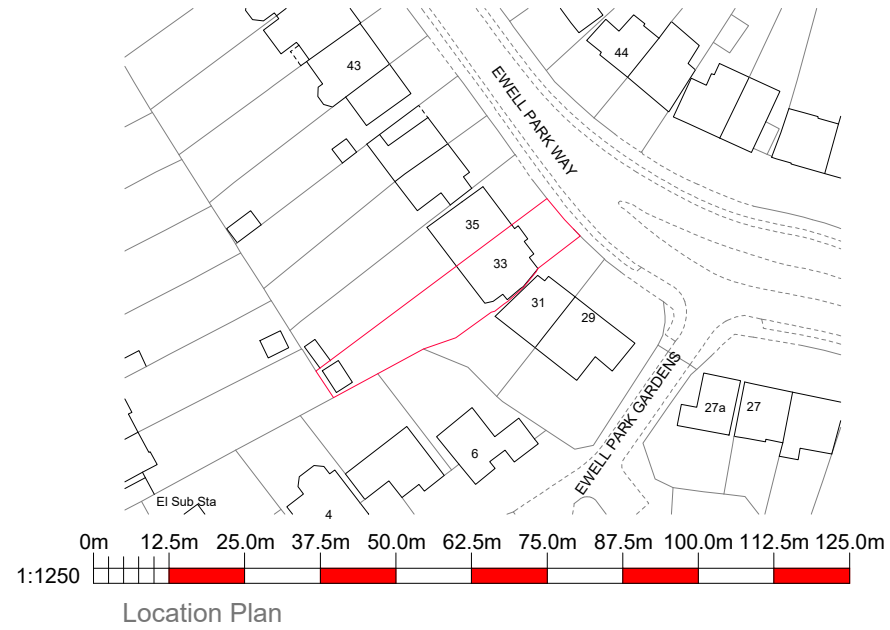 44
43
EWELL PARK WAY
35
33
31
29
EWELL PARK GARDENS
27a
27
6
El Sub Sta
4
0m 12.5m 25.0m 37.5m 50.0m 62.5m 75.0m 87.5m 100.0m 112.5m 125.0m
1:1250
Location Plan